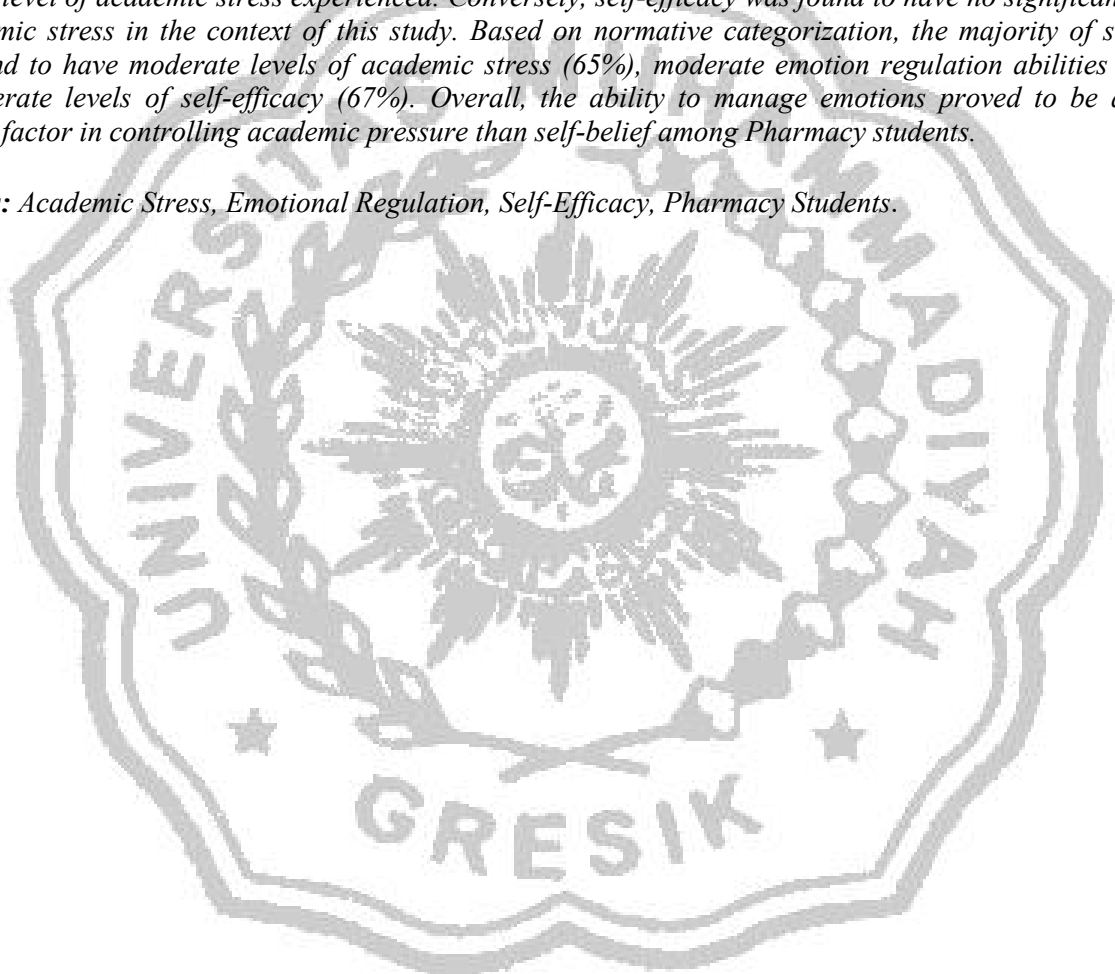 level of academic stress experienced. Conversely, self-efficacy was found to have no significan
mic stress in the context of this study. Based on normative categorization, the majority of s
nd to have moderate levels of academic stress (65%), moderate emotion regulation abilities
erate levels of self-efficacy (67%). Overall, the ability to manage emotions proved to be a
factor in controlling academic pressure than self-belief among Pharmacy students.
: Academic Stress, Emotional Regulation, Self-Efficacy, Pharmacy Students.
UNIVERSITAS MUHAMMADIYAH
GRESIK